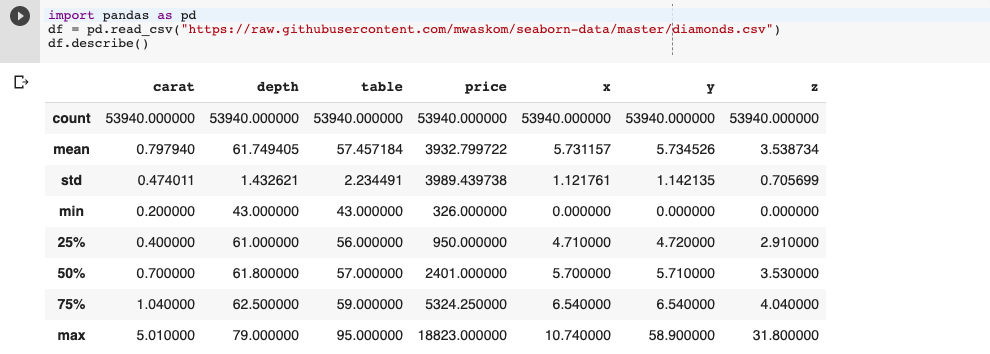 import pandas as pd
df = pd.read_csv("https://raw.githubusercontent.com/mwaskom/seaborn-data/master/diamonds.csv")
df.describe()
carat depth table price x y z
count 53940.000000 53940.000000 53940.000000 53940.000000 53940.000000 53940.000000 53940.000000
mean 0.797940 61.749405 57.457184 3932.799722 5.731157 5.734526 3.538734
std 0.474011 1.432621 2.234491 3989.439738 1.121761 1.142135 0.705699
min 0.200000 43.000000 43.000000 326.000000 0.000000 0.000000 0.000000
25% 0.400000 61.000000 56.000000 950.000000 4.710000 4.720000 2.910000
50% 0.700000 61.800000 57.000000 2401.000000 5.700000 5.710000 3.530000
75% 1.040000 62.500000 59.000000 5324.250000 6.540000 6.540000 4.040000
max 5.010000 79.000000 95.000000 18823.000000 10.740000 58.900000 31.800000